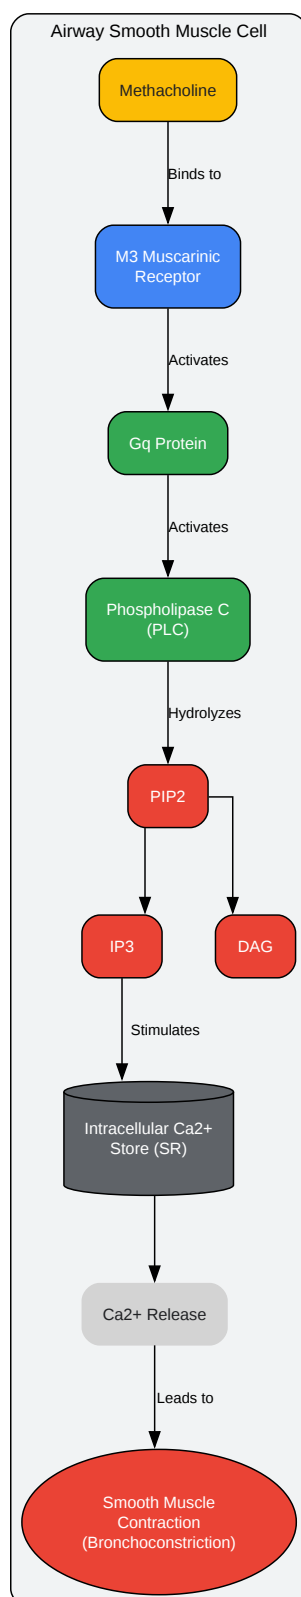 Airway Smooth Muscle Cell
Methacholine
Binds to
M3 Muscarinic
Receptor
Activates
Gq Protein
Activates
Phospholipase C
(PLC)
Hydrolyzes
PIP2
IP3
DAG
Stimulates
Intracellular Ca2+
Store (SR)
Ca2+ Release
Leads to
Smooth Muscle
Contraction
(Bronchoconstriction)